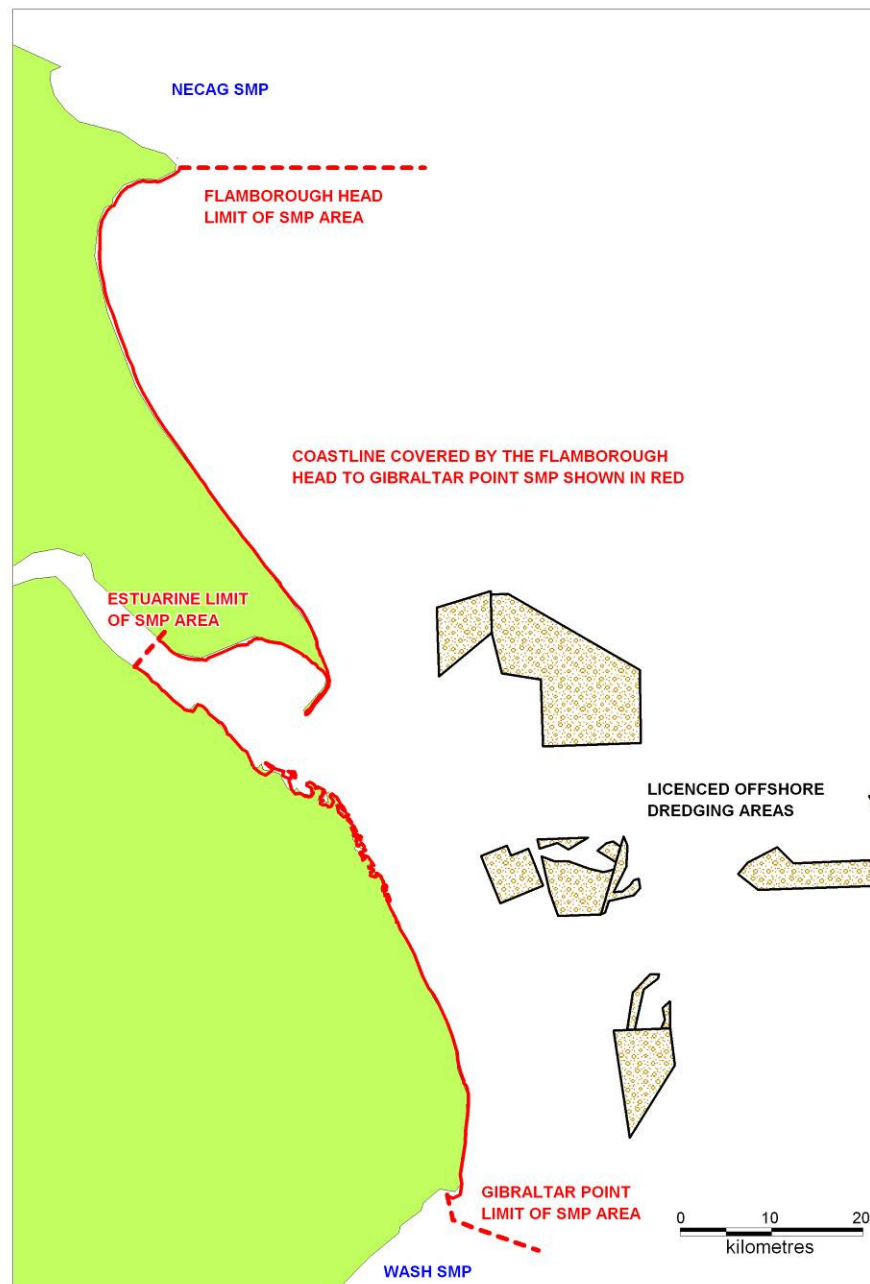 NECAG SMP
FLAMBOROUGH HEAD
LIMIT OF SMP AREA
COASTLINE COVERED BY THE FLAMBOROUGH
HEAD TO GIBRALTAR POINT SMP SHOWN IN RED
ESTUARINE LIMIT
OF SMP AREA
LICENCED OFFSHORE
DREDGING AREAS
GIBRALTAR POINT
LIMIT OF SMP AREA
0 10 20
kilometres
WASH SMP